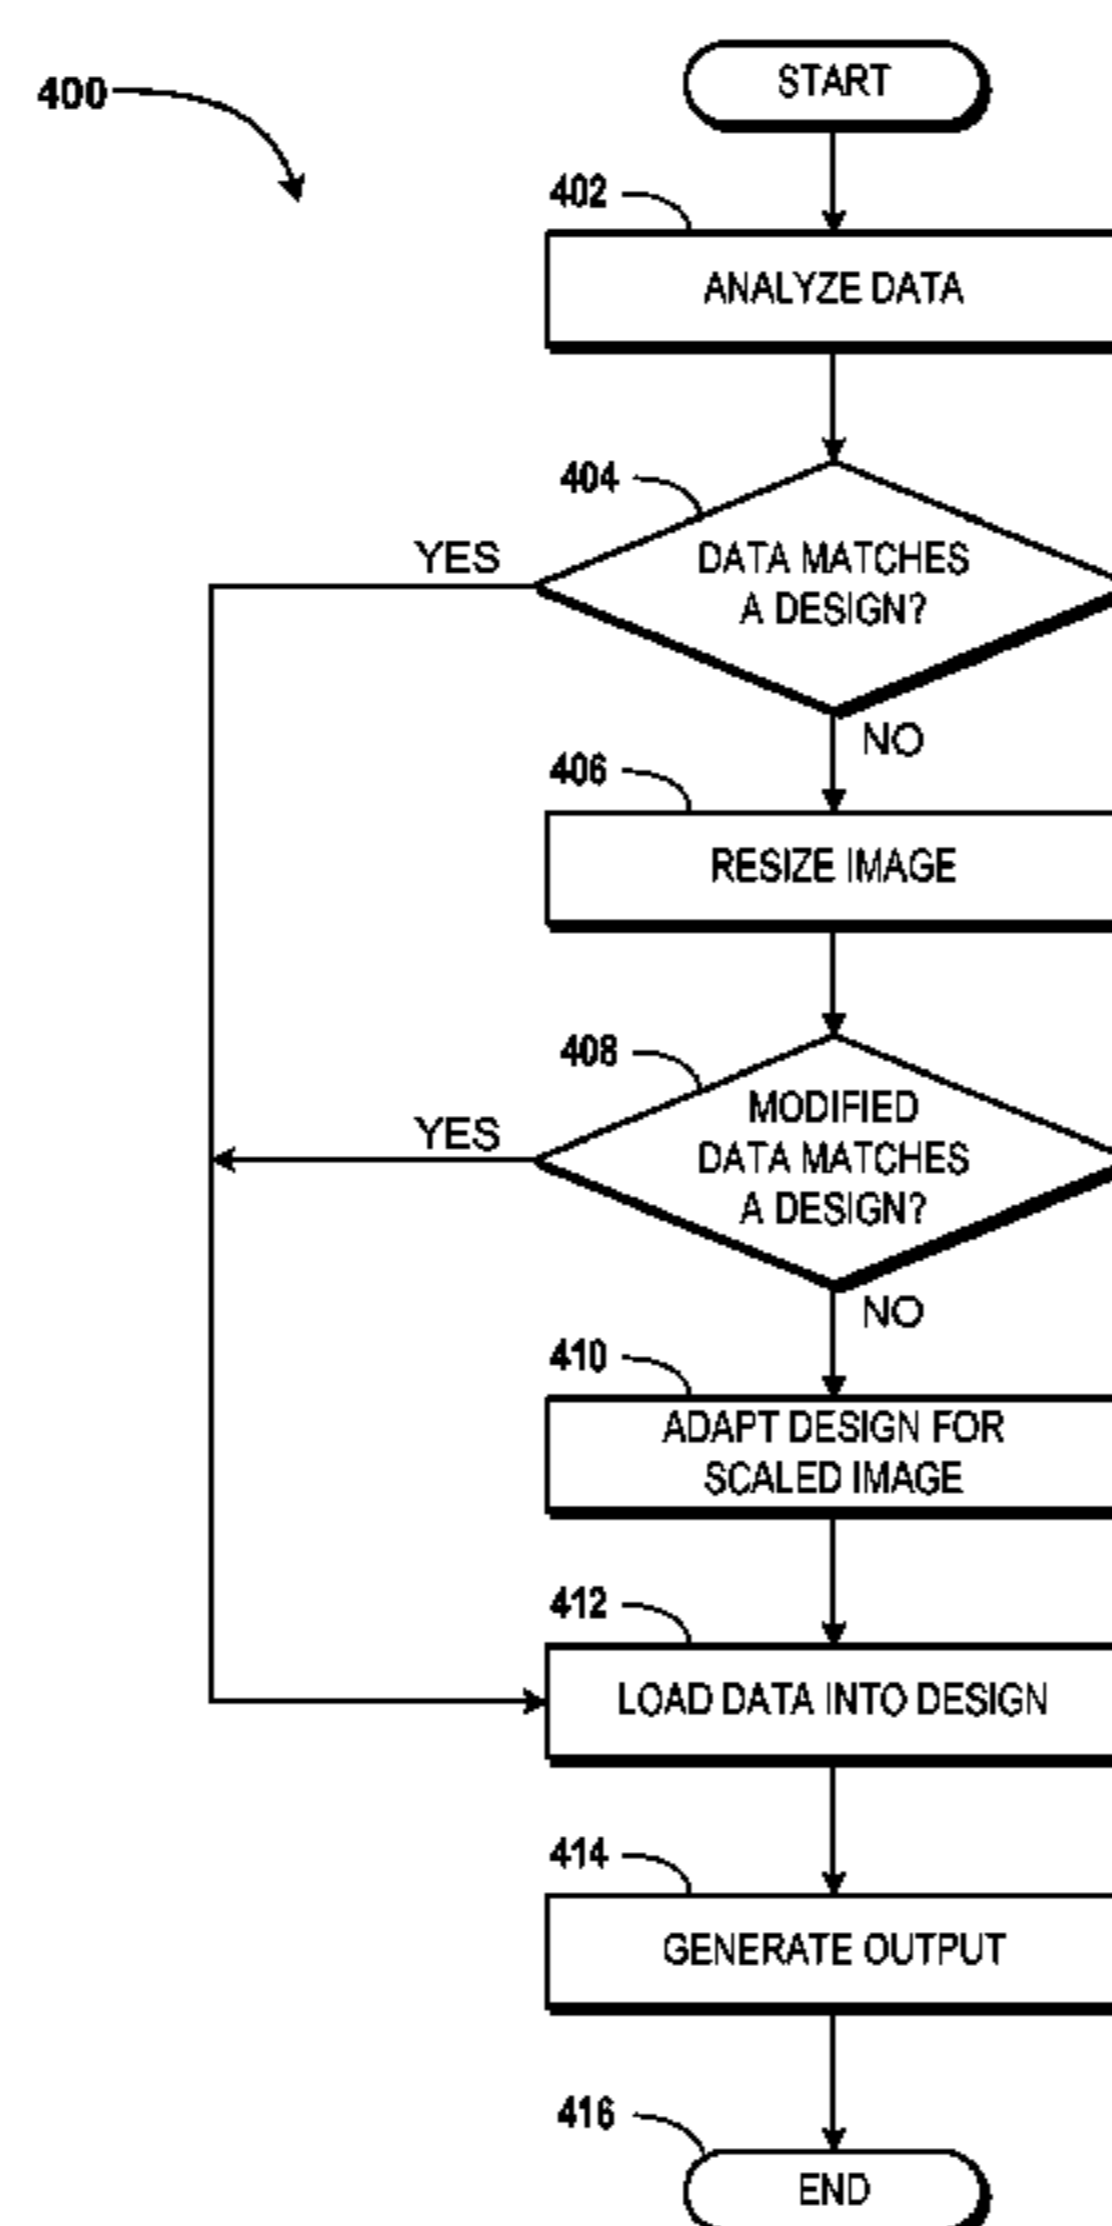 400
START
402
ANALYZE DATA
404
YES
DATA MATCHES
A DESIGN?
NO
406
RESIZE IMAGE
408
YES
MODIFIED
DATA MATCHES
A DESIGN?
NO
410
ADAPT DESIGN FOR
SCALED IMAGE
412
LOAD DATA INTO DESIGN
414
GENERATE OUTPUT
416
END